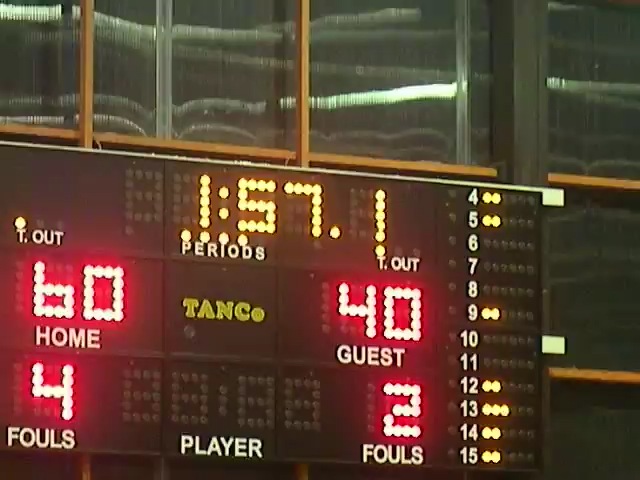 1:57.1
T. OUT
PERIODS
T. OUT
60
TANCo
40
HOME
GUEST
4
2
FOULS
PLAYER
FOULS
4
5
6
7
8
9
10
11
12
13
14
15